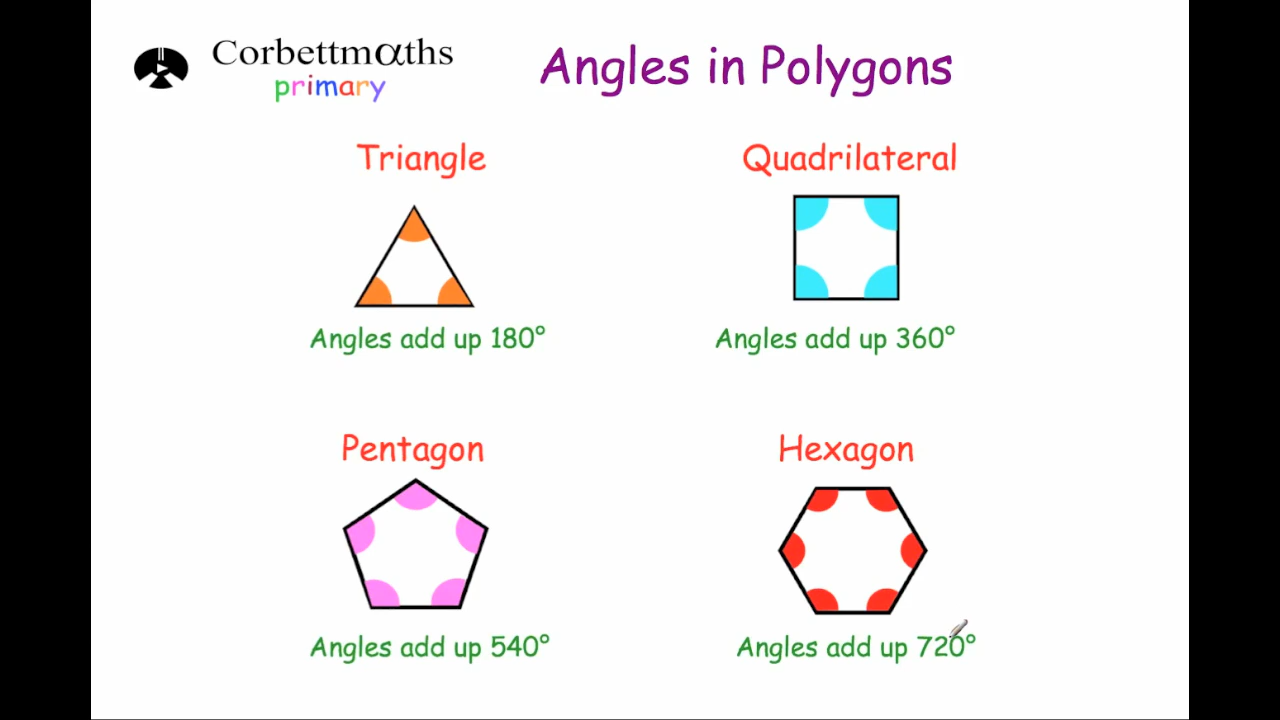 Corbettmαths
primary
Angles in Polygons
Triangle
Quadrilateral
Angles add up 180°
Angles add up 360°
Pentagon
Hexagon
Angles add up 540°
Angles add up 720°